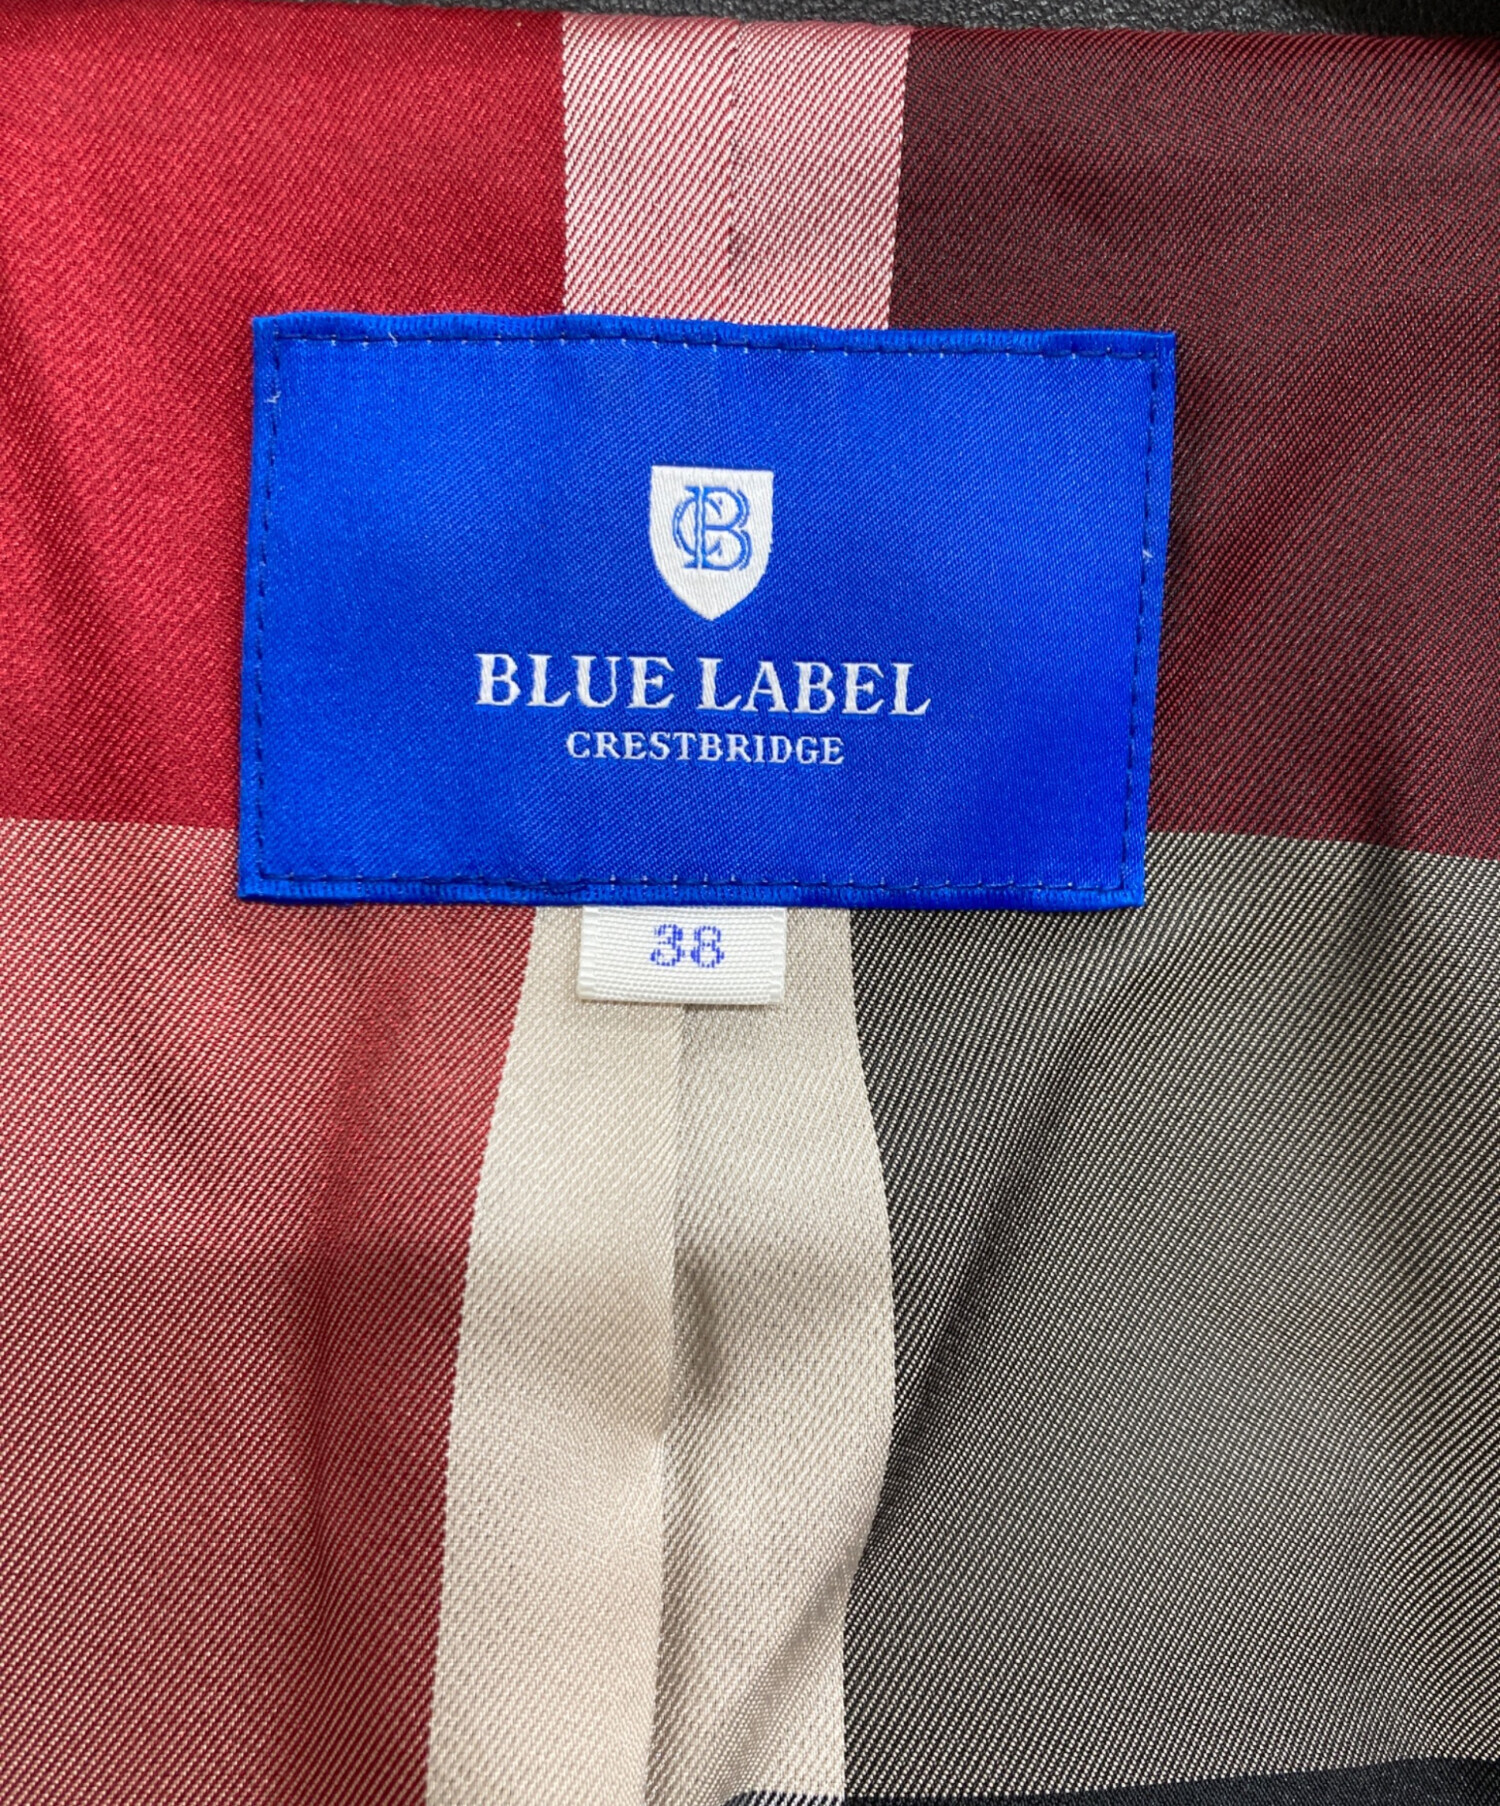 CB
BLUE LABEL
CRESTBRIDGE
38